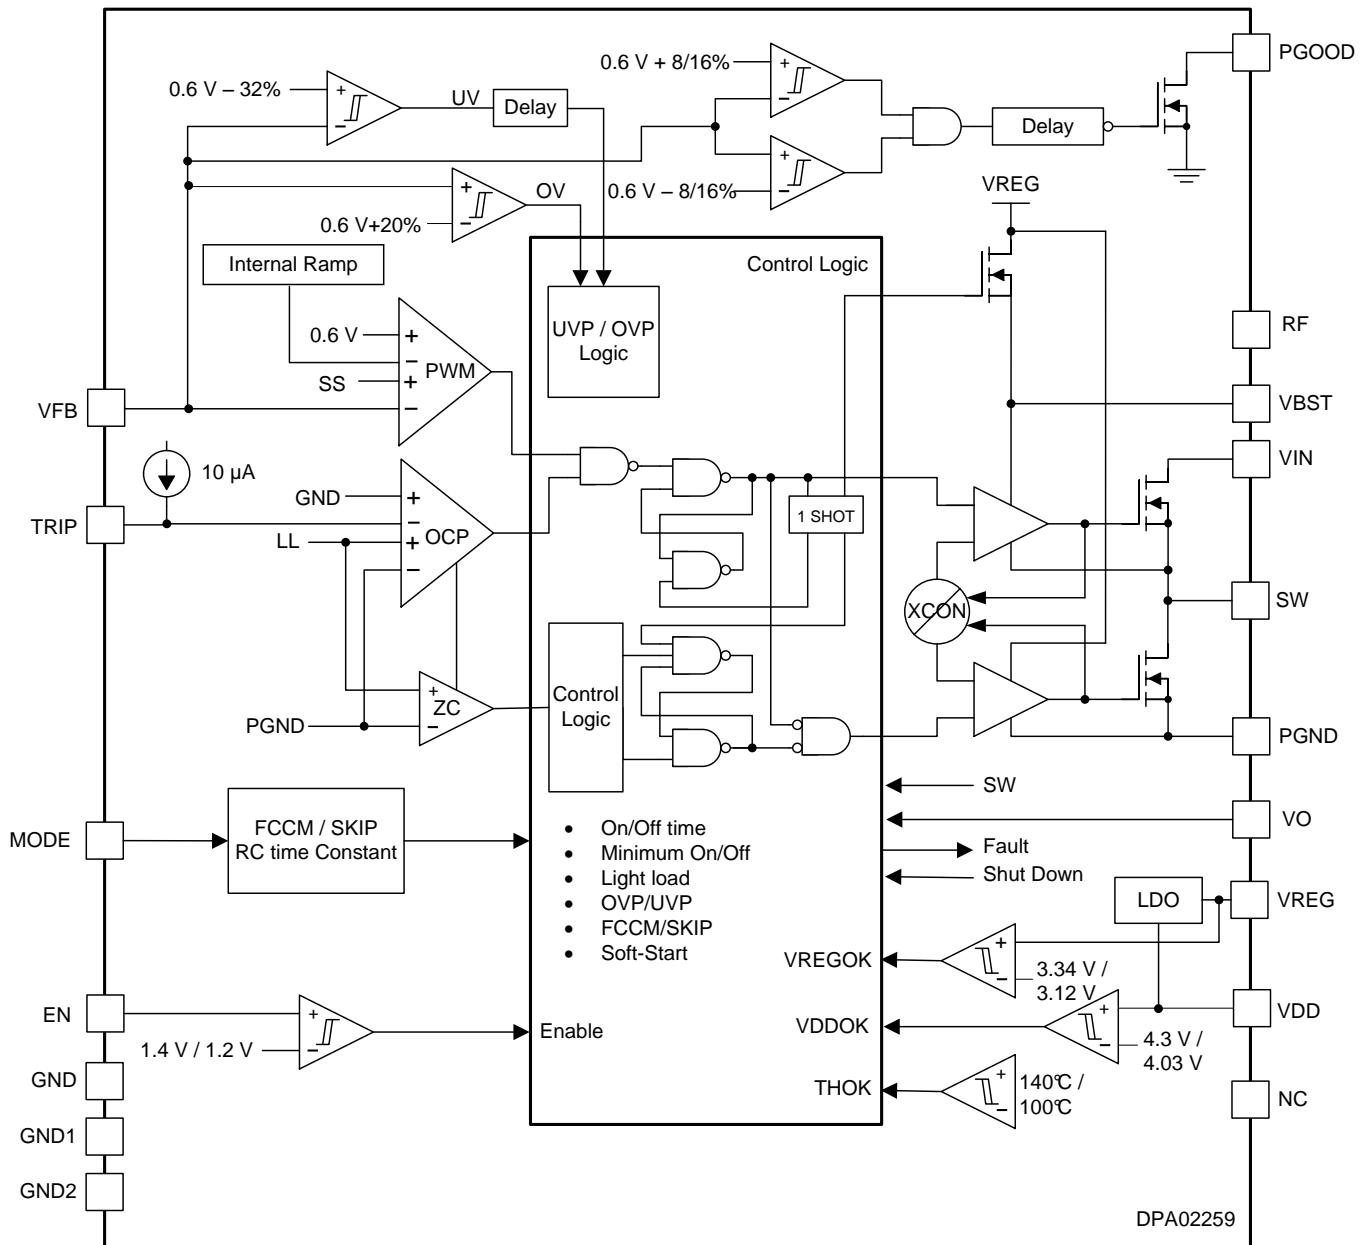 PGOOD
0.6 V + 8/16%
0.6 V – 32%
UV
Delay
Delay
0.6 V – 8/16%
VREG
OV
0.6 V+20%
Internal Ramp
Control Logic
UVP / OVP
Logic
RF
0.6 V
PWM
SS
VFB
VBST
VIN
10 µA
GND
TRIP
1 SHOT
LL
OCP
XCON
SW
Control
Logic
ZC
PGND
PGND
SW
VO
MODE
FCCM / SKIP
RC time Constant
• On/Off time
• Minimum On/Off
• Light load
• OVP/UVP
• FCCM/SKIP
• Soft-Start
Fault
Shut Down
LDO
VREG
VREGOK
3.34 V /
3.12 V
EN
1.4 V / 1.2 V
Enable
VDDOK
4.3 V /
4.03 V
VDD
GND
THOK
140°C /
100°C
NC
GND1
GND2
DPA02259